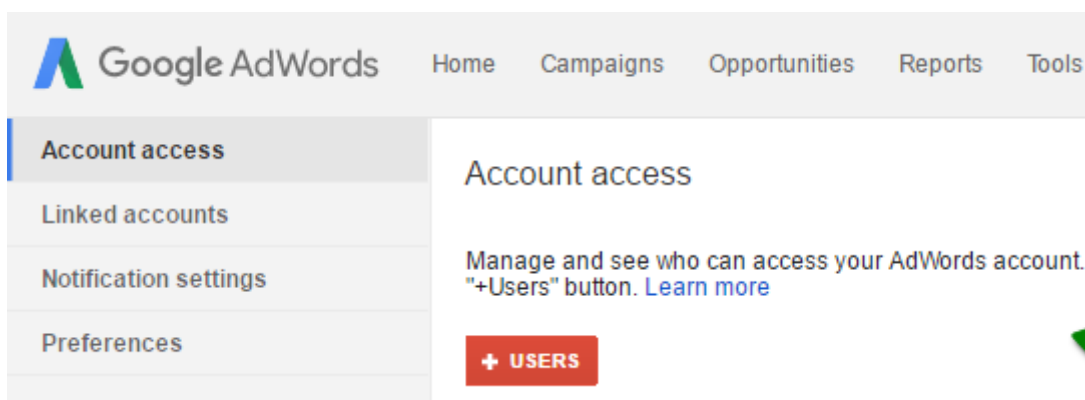 Google AdWords Home Campaigns Opportunities Reports Tools
Account access
Linked accounts
Notification settings
Preferences
Account access
Manage and see who can access your AdWords account.
"+Users" button. Learn more
+ USERS